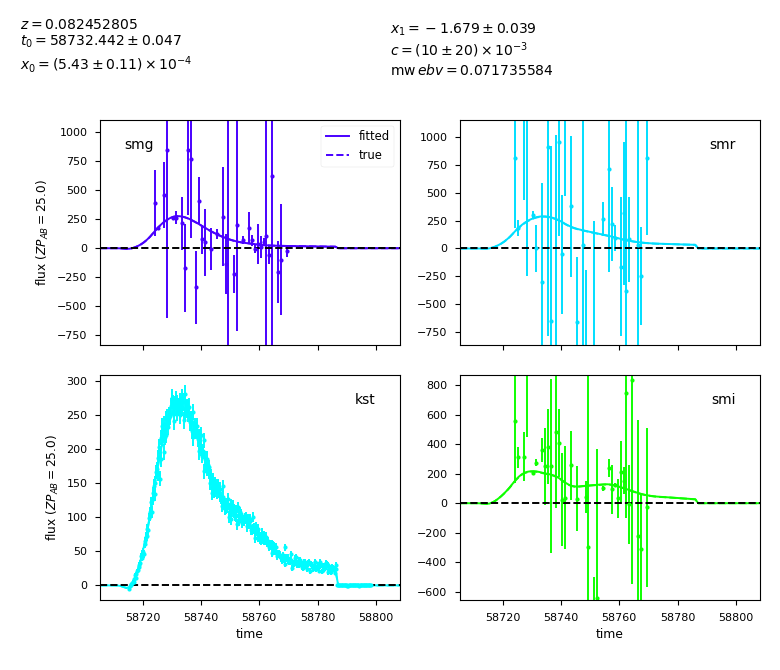 z = 0.082452805
t₀ = 58732.442 ± 0.047
x₀ = (5.43 ± 0.11) × 10⁻⁴
x₁ = −1.679 ± 0.039
c = (10 ± 20) × 10⁻³
mw ebv = 0.071735584
smg
fitted
true
1000
750
500
250
0
−250
−500
−750
flux (ZP_AB = 25.0)
smr
1000
750
500
250
0
−250
−500
−750
kst
300
250
200
150
100
50
0
flux (ZP_AB = 25.0)
58720 58740 58760 58780 58800
time
smi
800
600
400
200
0
−200
−400
−600
58720 58740 58760 58780 58800
time